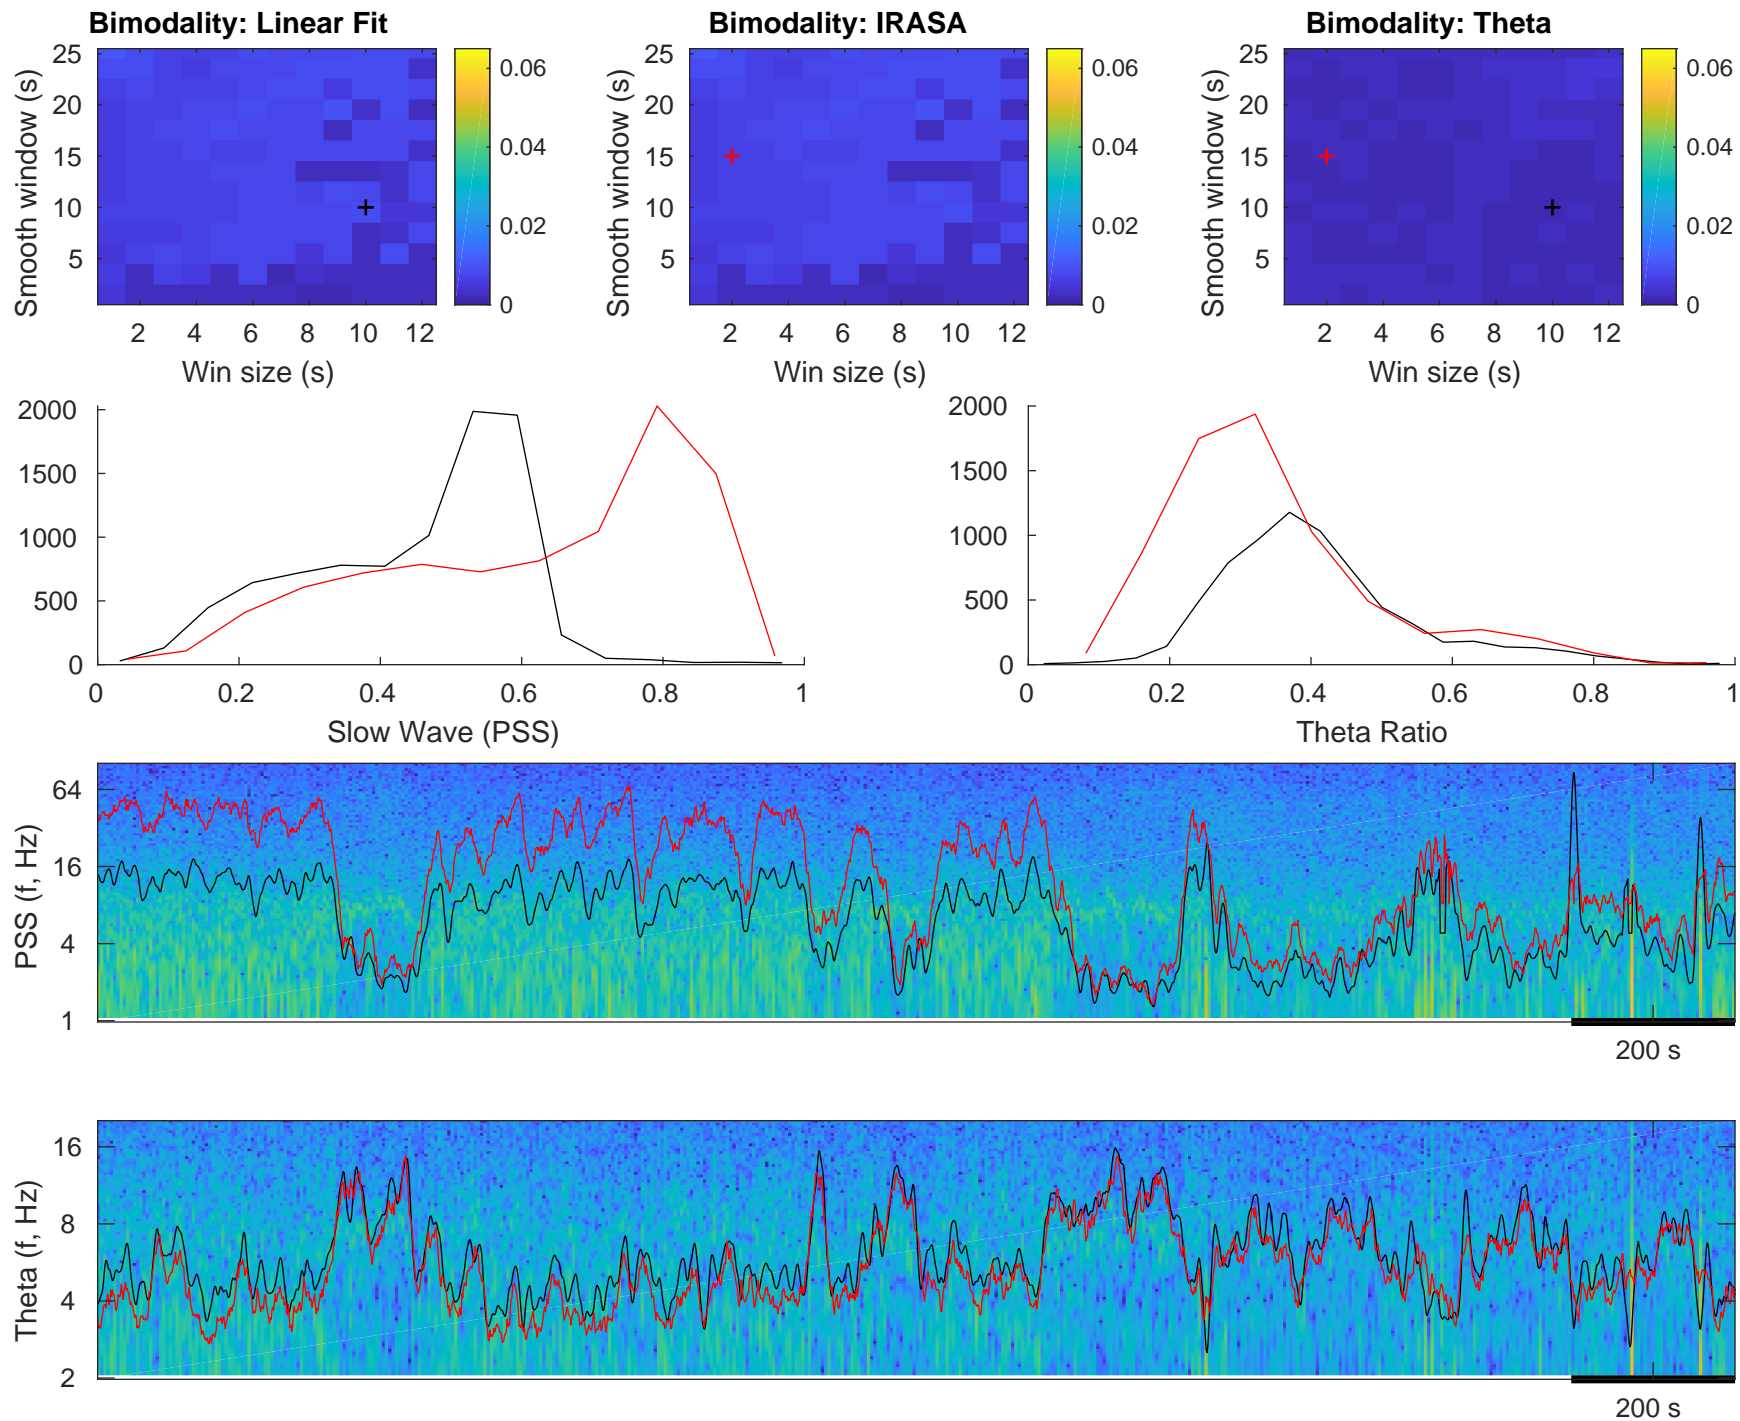 Bimodality: Linear Fit
Smooth window (s)
25
20
15
10
5
2 4 6 8 10 12
Win size (s)
0.06
0.04
0.02
0
Bimodality: IRASA
Smooth window (s)
25
20
15
10
5
2 4 6 8 10 12
Win size (s)
0.06
0.04
0.02
0
Bimodality: Theta
Smooth window (s)
25
20
15
10
5
2 4 6 8 10 12
Win size (s)
0.06
0.04
0.02
0
2000
1500
1000
500
0
0 0.2 0.4 0.6 0.8 1
Slow Wave (PSS)
2000
1500
1000
500
0
0 0.2 0.4 0.6 0.8 1
Theta Ratio
PSS (f, Hz)
64
16
4
1
200 s
Theta (f, Hz)
16
8
4
2
200 s